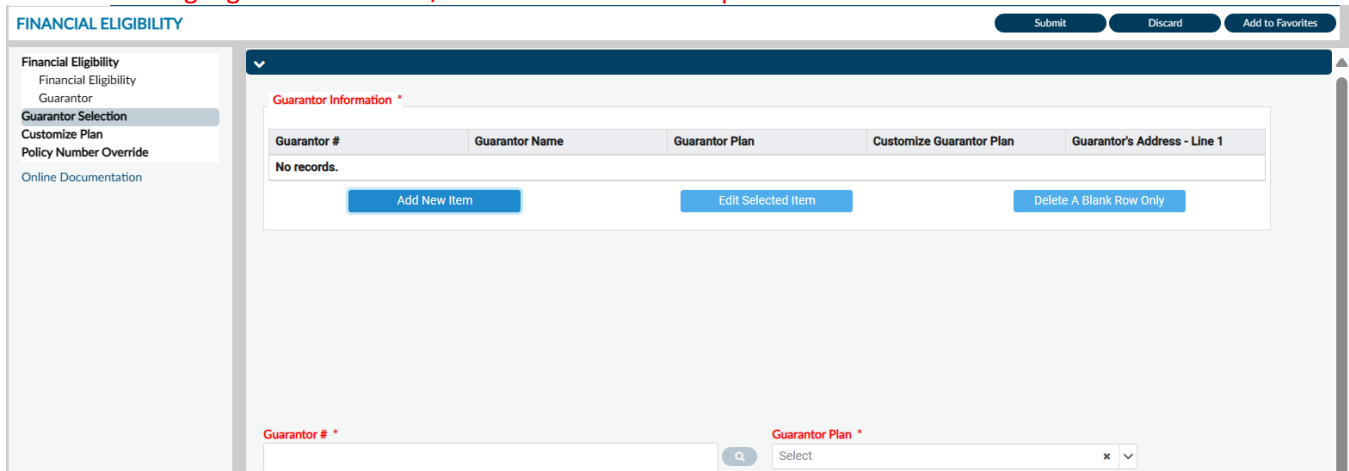 FINANCIAL ELIGIBILITY
Submit Discard Add to Favorites
Financial Eligibility
Financial Eligibility
Guarantor
Guarantor Selection
Customize Plan
Policy Number Override
Online Documentation
Guarantor Information *
Guarantor # Guarantor Name Guarantor Plan Customize Guarantor Plan Guarantor's Address - Line 1
No records.
Add New Item Edit Selected Item Delete A Blank Row Only
Guarantor # * Guarantor Plan *
Select